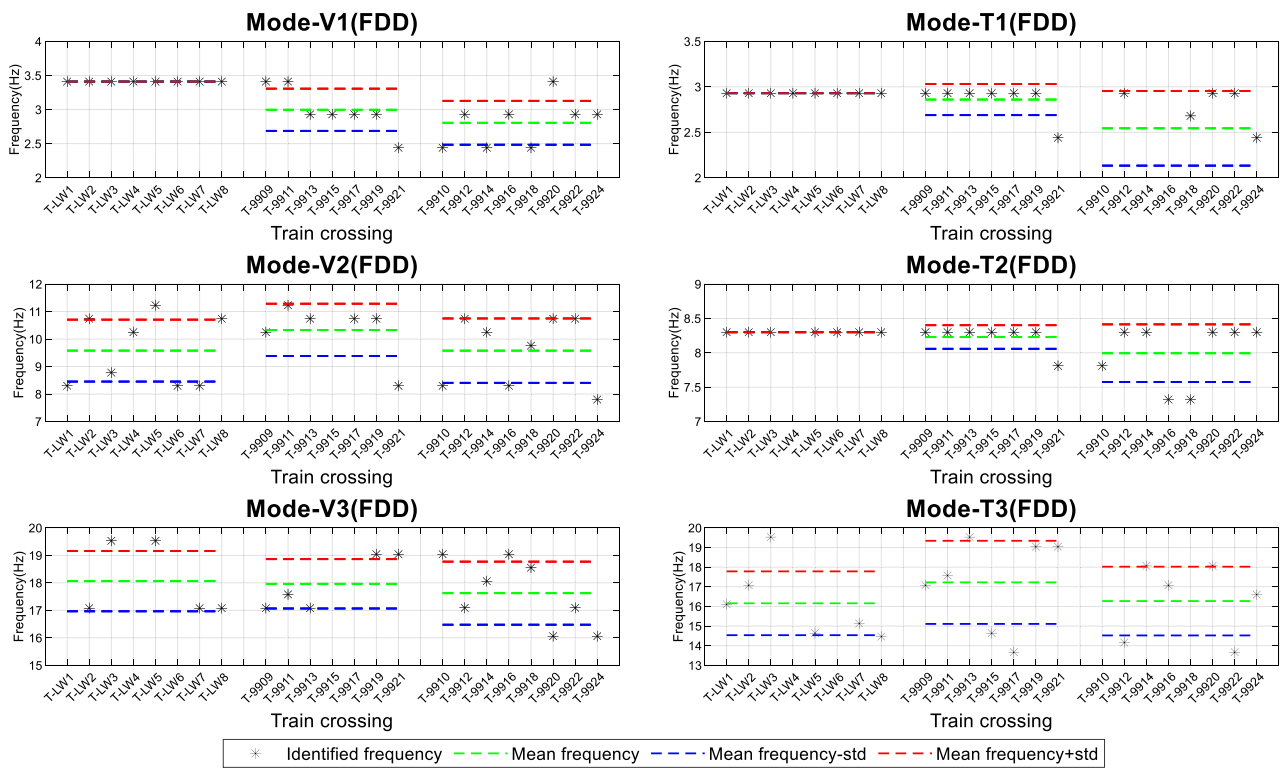 Mode-V1(FDD)
Frequency(Hz)
4
3.5
3
2.5
2
T-LW1 T-LW2 T-LW3 T-LW4 T-LW5 T-LW6 T-LW7 T-LW8 T-9909 T-9911 T-9913 T-9915 T-9917 T-9919 T-9921 T-9910 T-9912 T-9914 T-9916 T-9918 T-9920 T-9922 T-9924
Train crossing
Mode-T1(FDD)
Frequency(Hz)
3.5
3
2.5
2
T-LW1 T-LW2 T-LW3 T-LW4 T-LW5 T-LW6 T-LW7 T-LW8 T-9909 T-9911 T-9913 T-9915 T-9917 T-9919 T-9921 T-9910 T-9912 T-9914 T-9916 T-9918 T-9920 T-9922 T-9924
Train crossing
Mode-V2(FDD)
Frequency(Hz)
12
11
10
9
8
7
T-LW1 T-LW2 T-LW3 T-LW4 T-LW5 T-LW6 T-LW7 T-LW8 T-9909 T-9911 T-9913 T-9915 T-9917 T-9919 T-9921 T-9910 T-9912 T-9914 T-9916 T-9918 T-9920 T-9922 T-9924
Train crossing
Mode-T2(FDD)
Frequency(Hz)
9
8.5
8
7.5
7
T-LW1 T-LW2 T-LW3 T-LW4 T-LW5 T-LW6 T-LW7 T-LW8 T-9909 T-9911 T-9913 T-9915 T-9917 T-9919 T-9921 T-9910 T-9912 T-9914 T-9916 T-9918 T-9920 T-9922 T-9924
Train crossing
Mode-V3(FDD)
Frequency(Hz)
20
19
18
17
16
15
T-LW1 T-LW2 T-LW3 T-LW4 T-LW5 T-LW6 T-LW7 T-LW8 T-9909 T-9911 T-9913 T-9915 T-9917 T-9919 T-9921 T-9910 T-9912 T-9914 T-9916 T-9918 T-9920 T-9922 T-9924
Train crossing
Mode-T3(FDD)
Frequency(Hz)
20
19
18
17
16
15
14
13
T-LW1 T-LW2 T-LW3 T-LW4 T-LW5 T-LW6 T-LW7 T-LW8 T-9909 T-9911 T-9913 T-9915 T-9917 T-9919 T-9921 T-9910 T-9912 T-9914 T-9916 T-9918 T-9920 T-9922 T-9924
Train crossing
Identified frequency Mean frequency Mean frequency-std Mean frequency+std